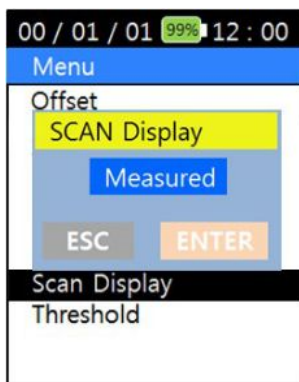 00 / 01 / 01 99% 12 : 00
Menu
Offset
SCAN Display
Measured
ESC ENTER
Scan Display
Threshold